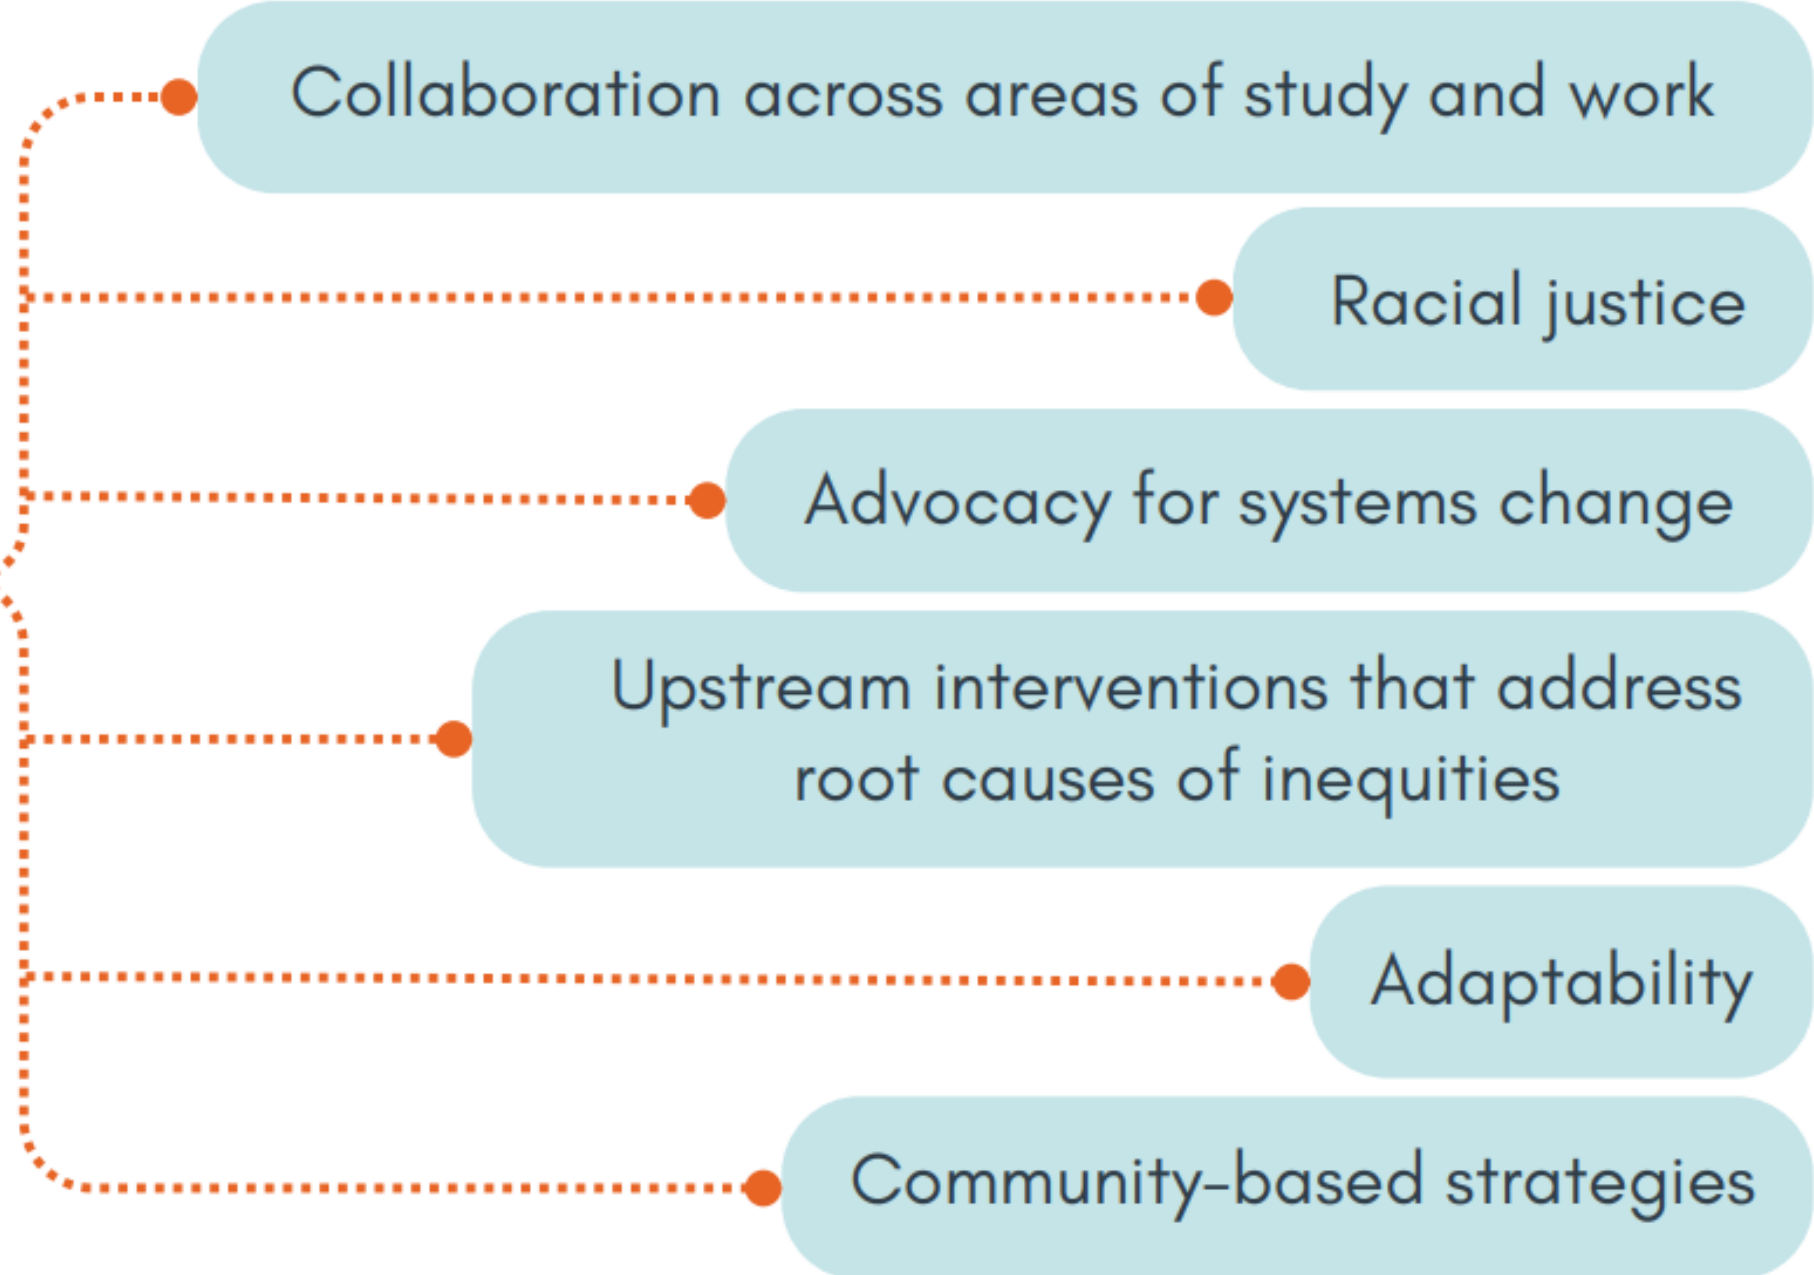 Collaboration across areas of study and work
Racial justice
Advocacy for systems change
Upstream interventions that address
root causes of inequities
Adaptability
Community-based strategies